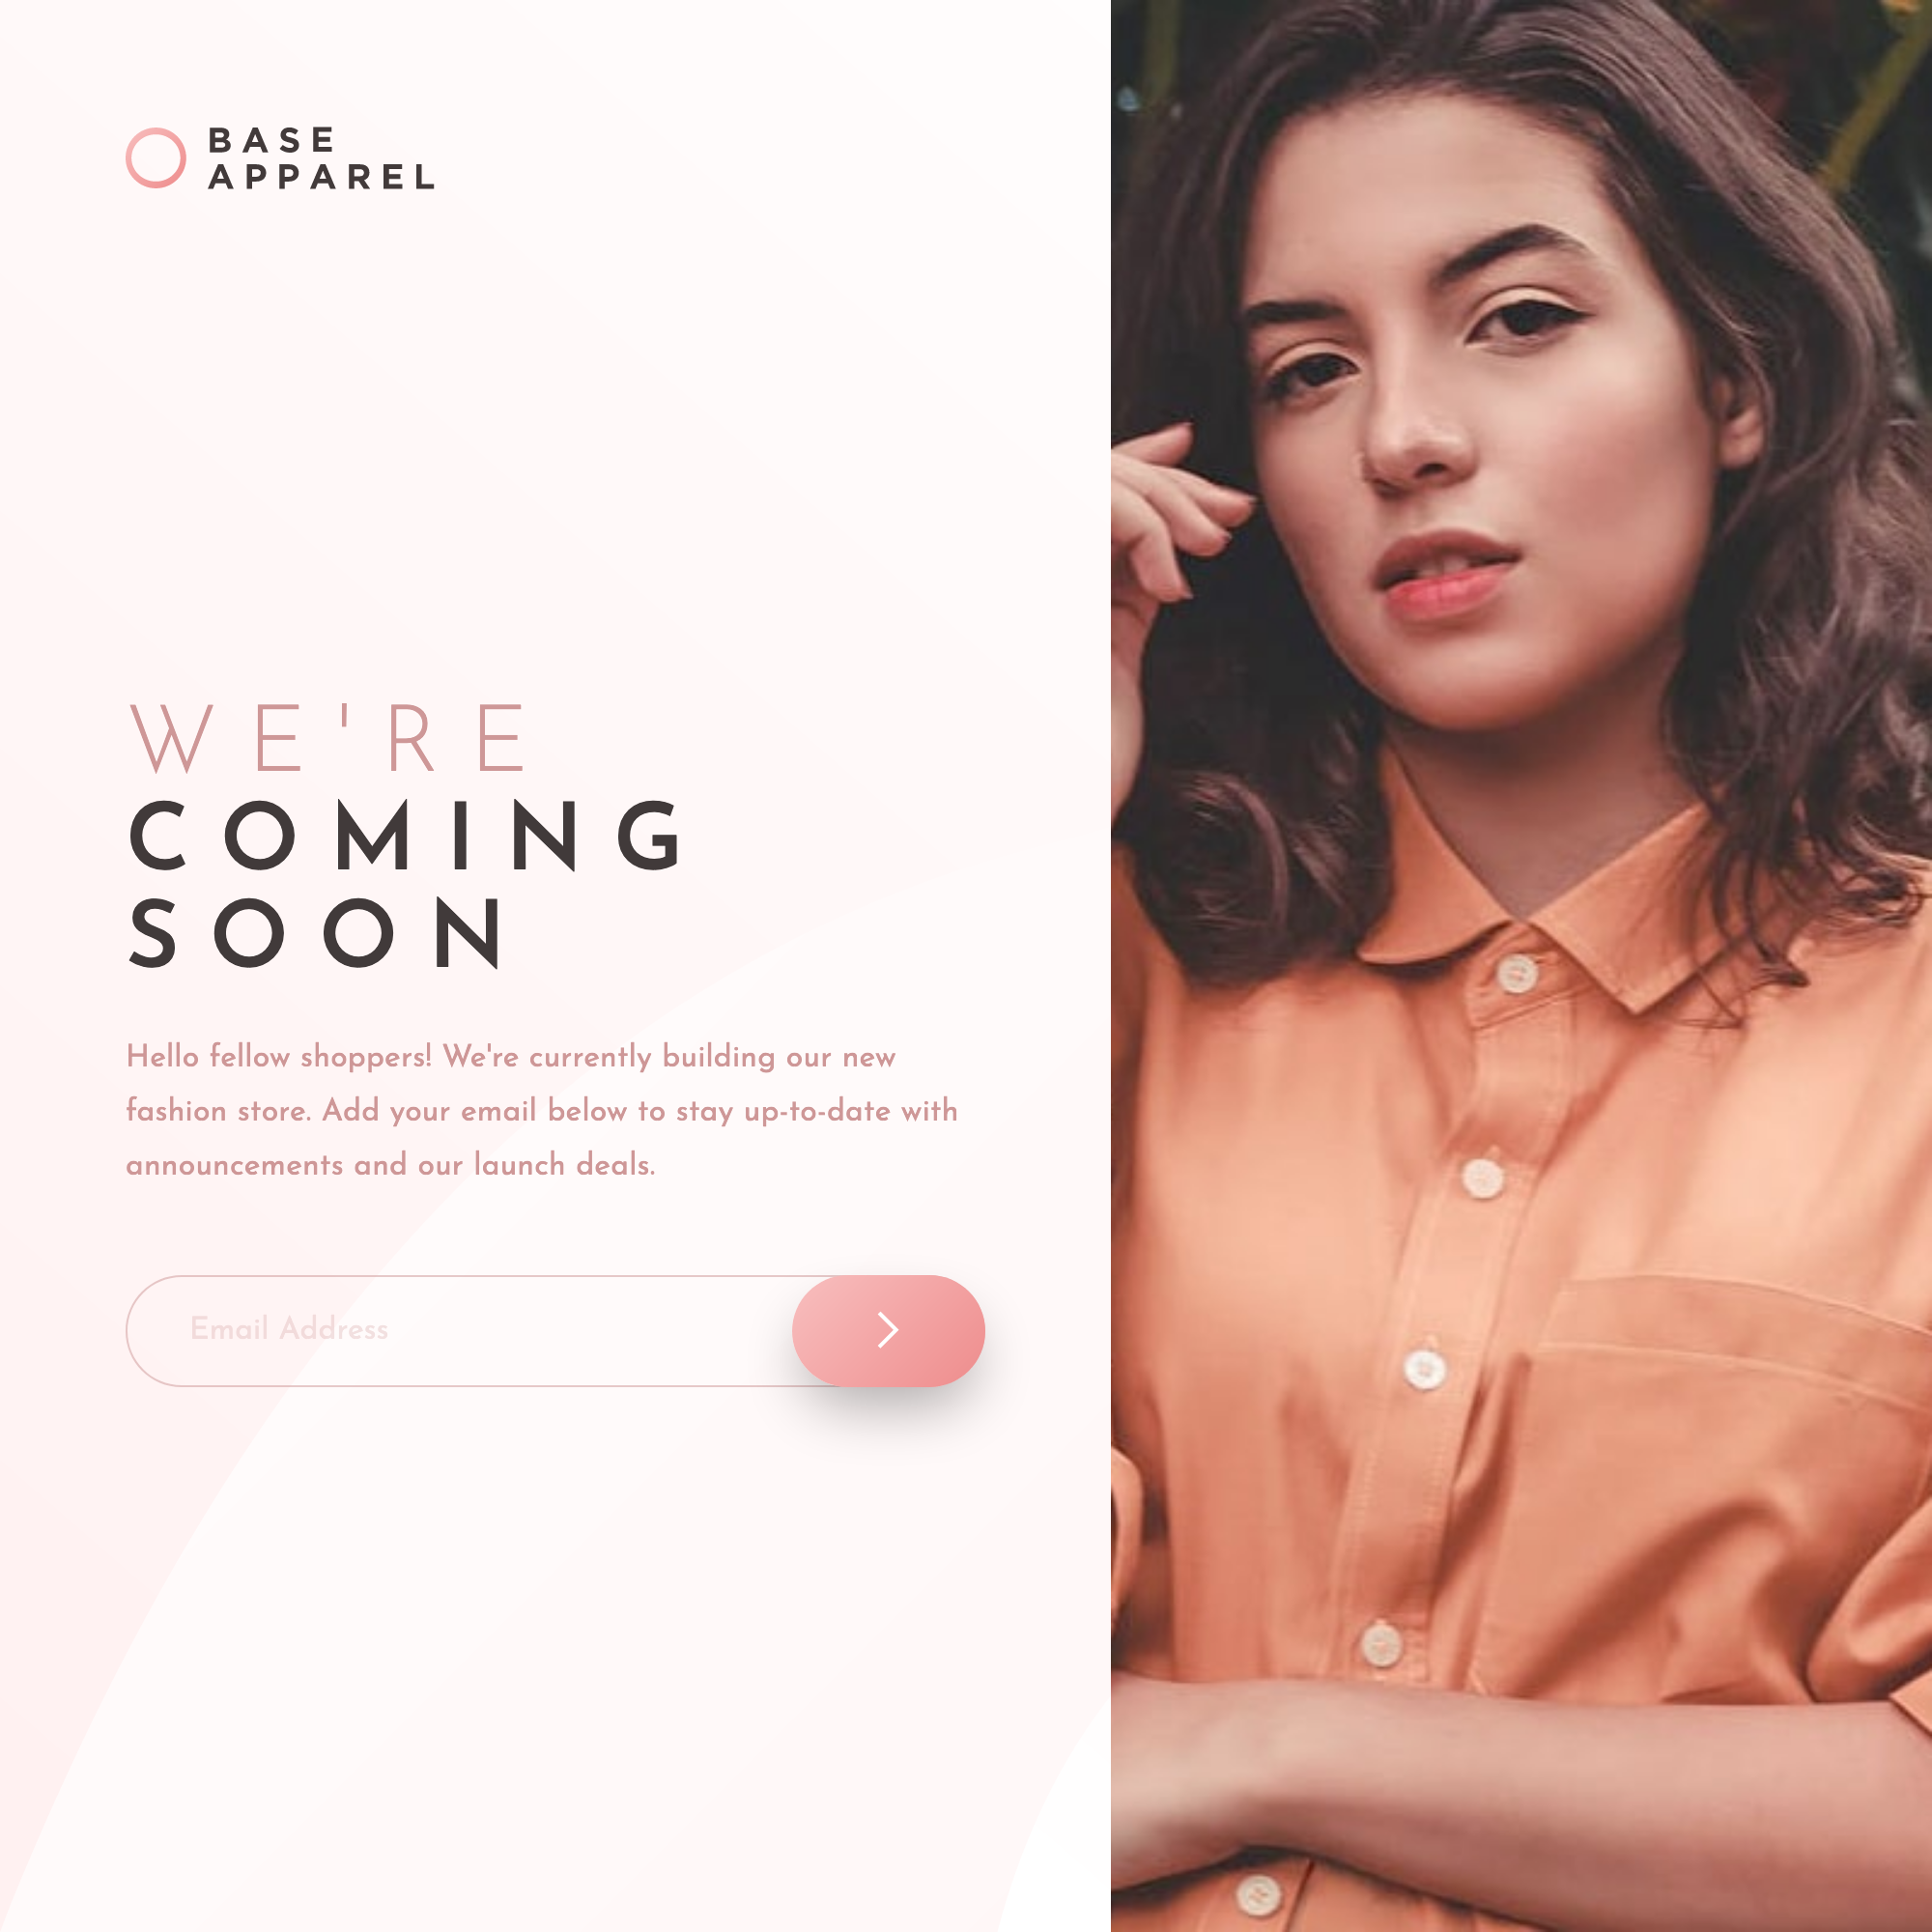 BASE
APPAREL
WE'RE
COMING
SOON
Hello fellow shoppers! We're currently building our new
fashion store. Add your email below to stay up-to-date with
announcements and our launch deals.
Email Address